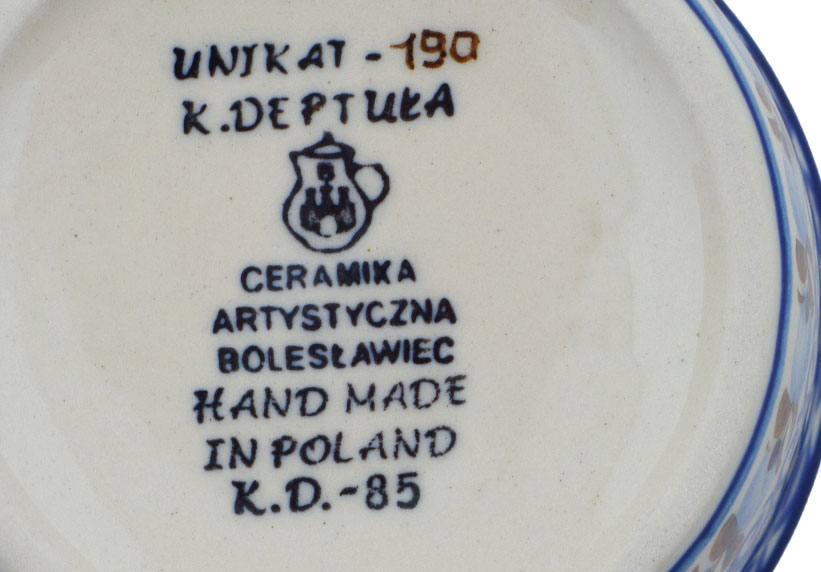 UNIKAT - 190
K.DEPTUŁA
CERAMIKA
ARTYSTYCZNA
BOLESŁAWIEC
HAND MADE
IN POLAND
K.D.-85